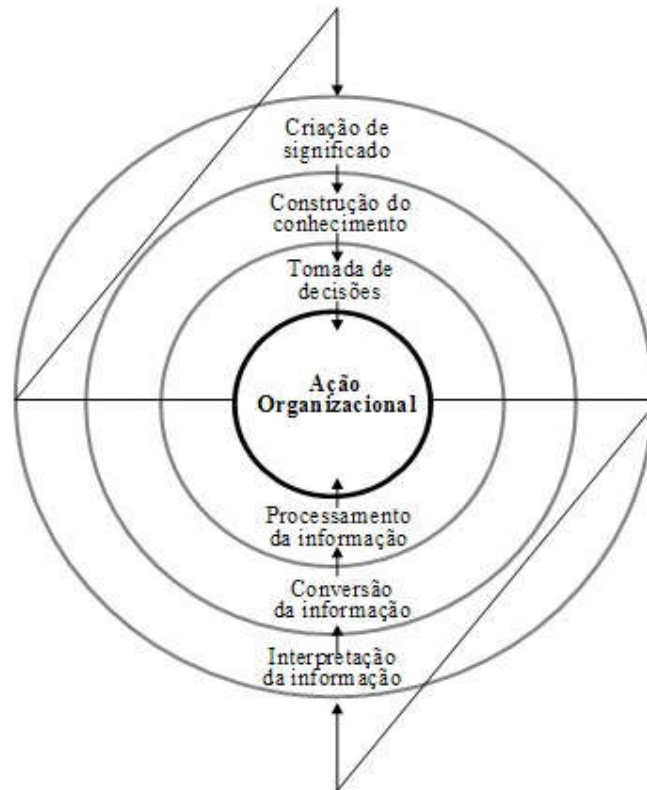 Criação de
significado
Construção do
conhecimento
Tomada de
decisões
Ação
Organizacional
Processamento
da informação
Conversão
da informação
Interpretação
da informação